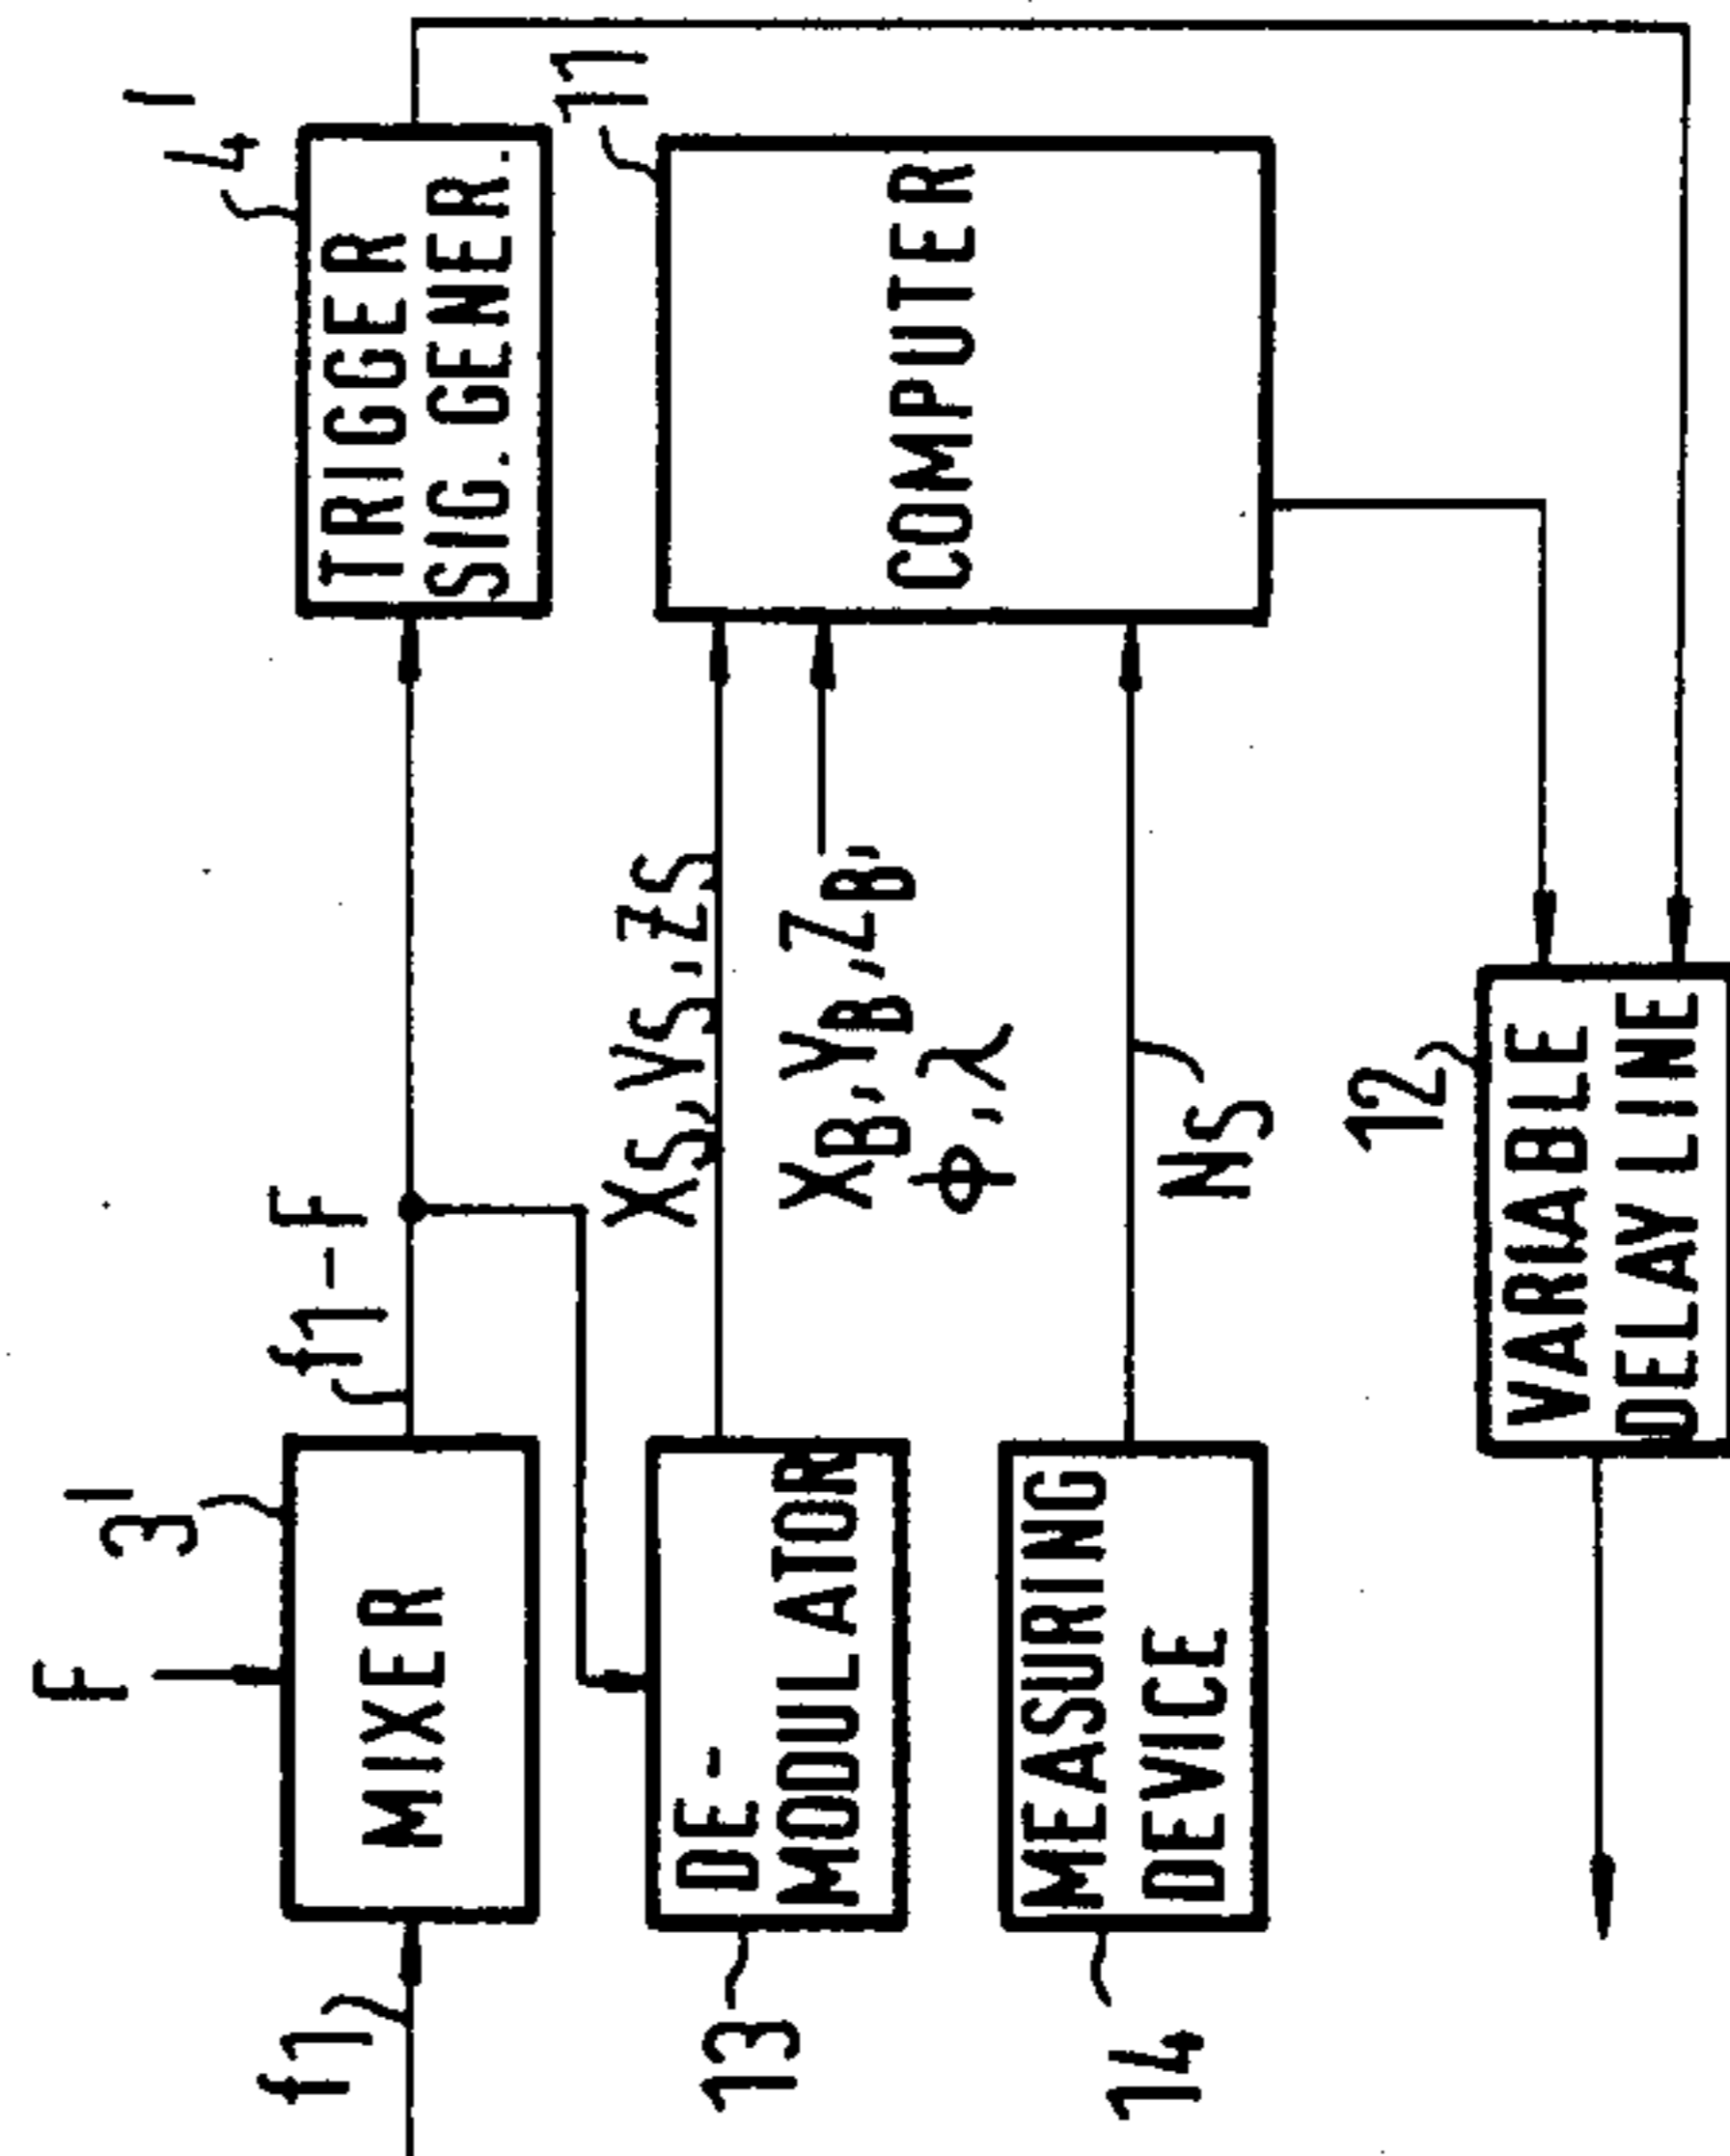 F
3'
4'
f1
MIXER
f1-F
TRIGGER
SIG. GENER.
11
13
DE-
MODULATOR
XS, YS, ZS
XB, YB, ZB,
ϕ, λ
COMPUTER
14
MEASURING
DEVICE
NS
12
VARIABLE
DELAY LINE